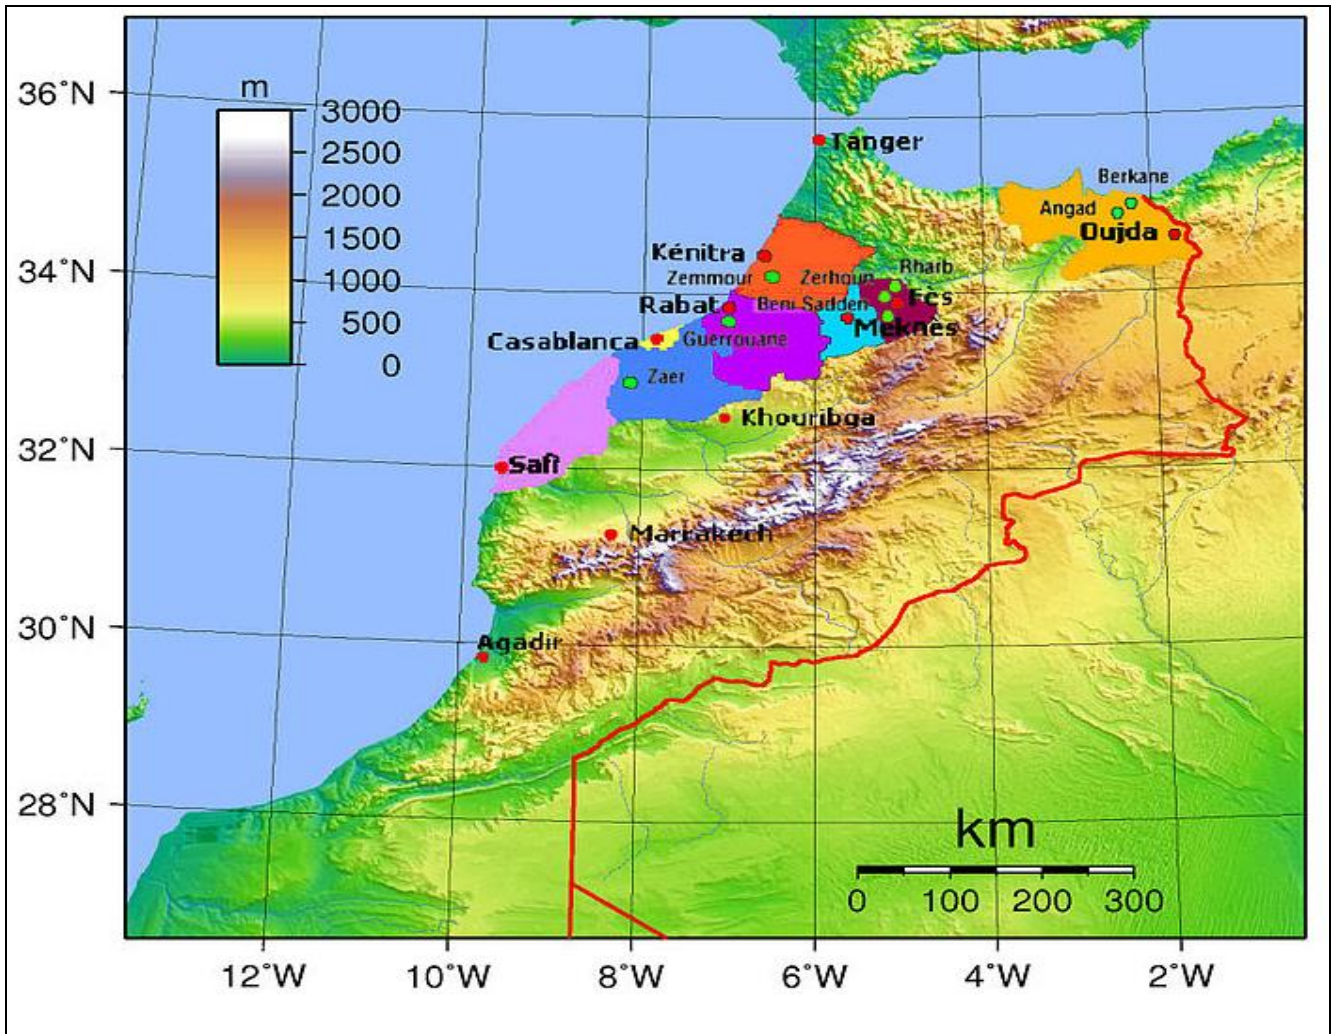 m
3000
2500
2000
1500
1000
500
0
36°N
34°N
32°N
30°N
28°N
Tanger
Berkane
Angad
Oujda
Kénitra
Zemmour
Zerhoun
Rharb
Rabat
Beni Sadden
Fes
Casablanca
Guerrouane
Meknès
Zaer
Khouribga
Safi
Marrakech
Agadir
km
0 100 200 300
12°W 10°W 8°W 6°W 4°W 2°W